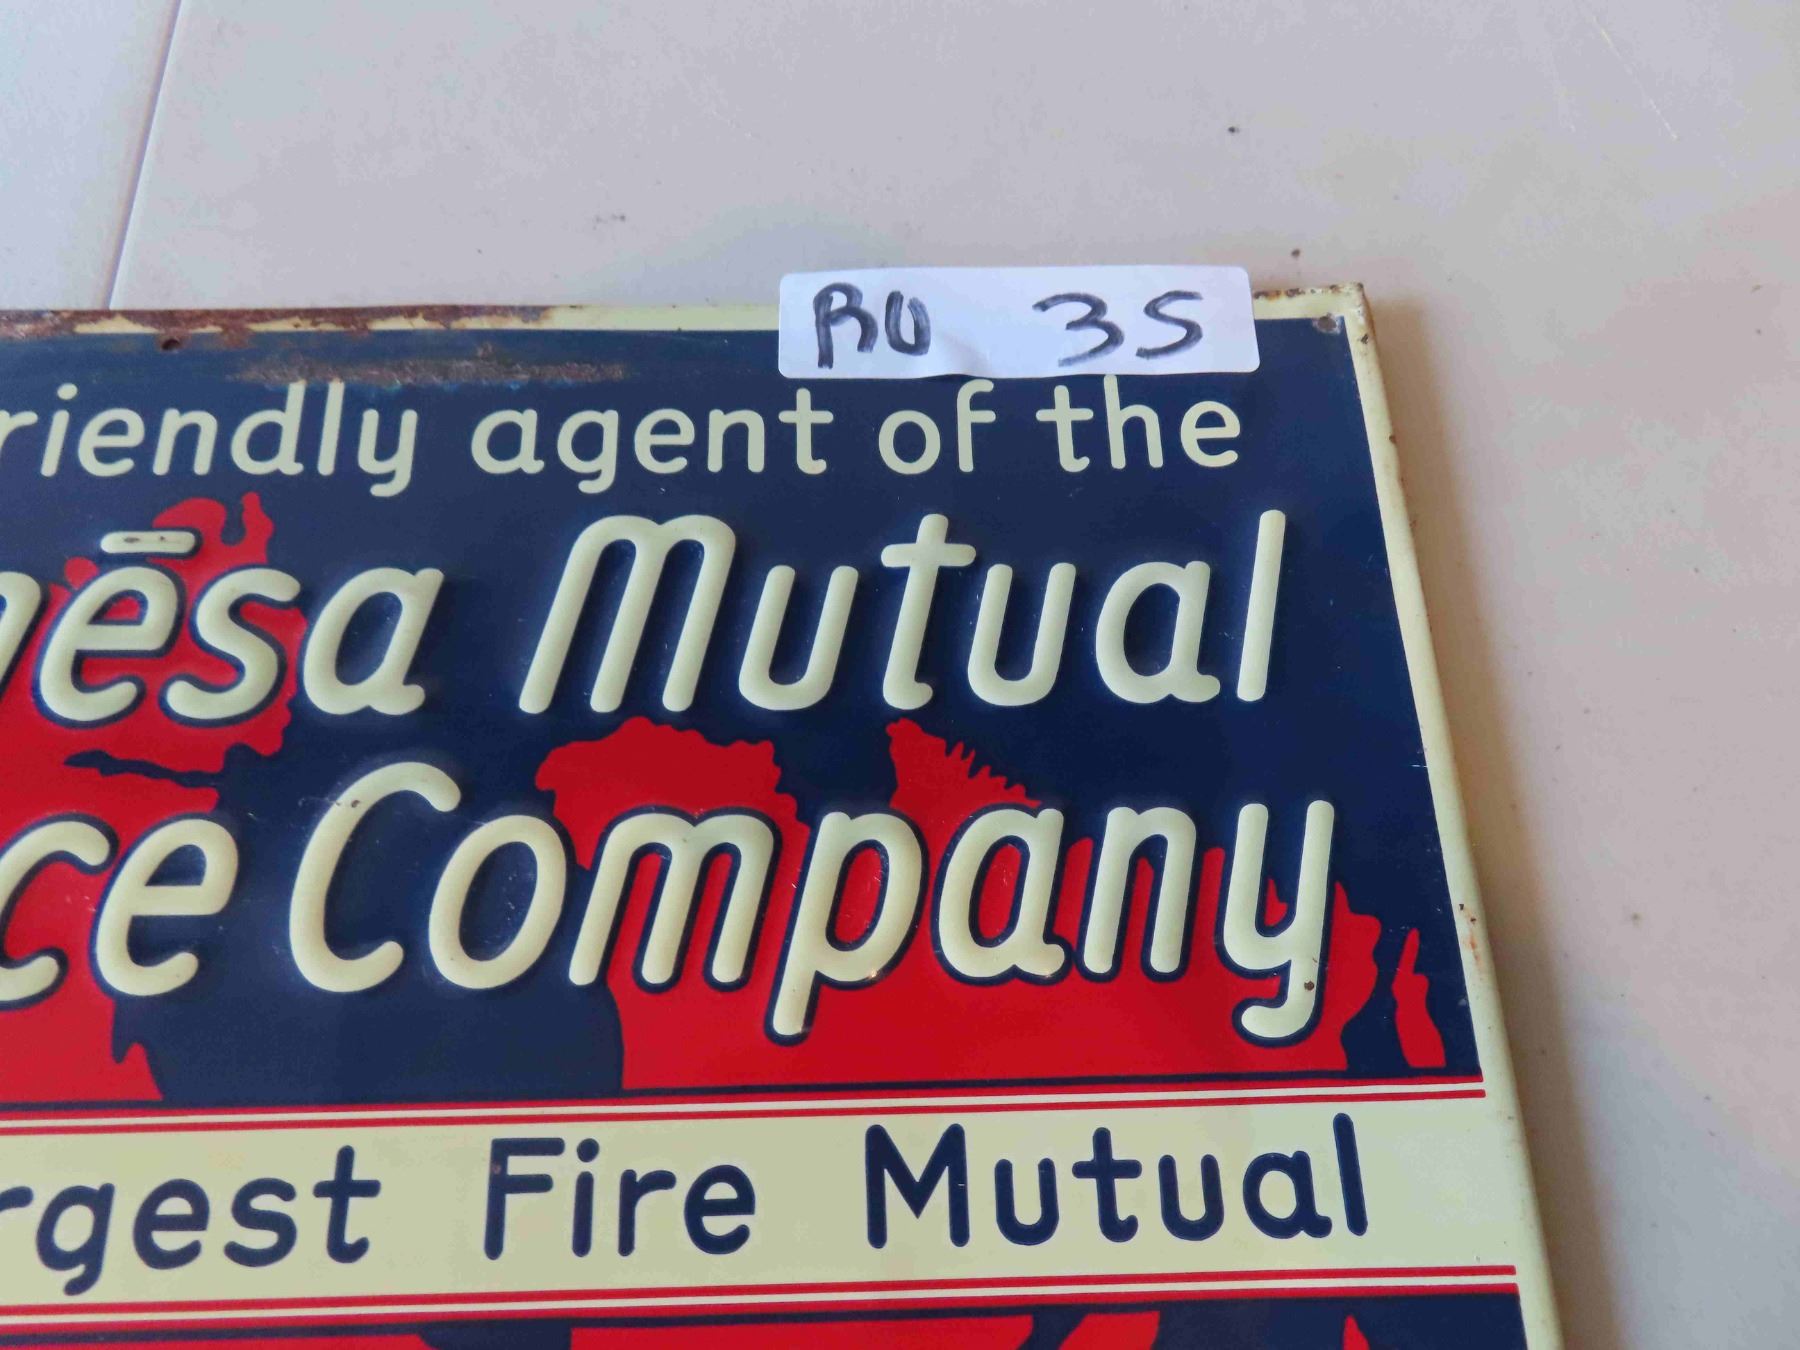 RU 35
riendly agent of the
ēsa Mutual
ce Company
rgest Fire Mutual